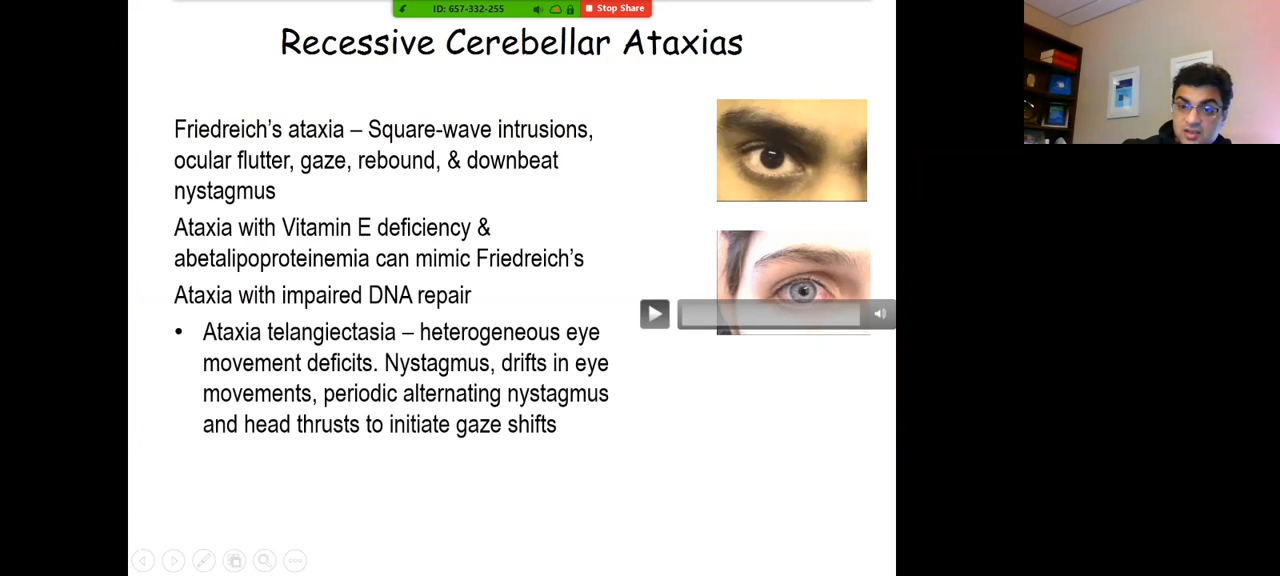 ID: 657-332-255
Stop Share
Recessive Cerebellar Ataxias
Friedreich's ataxia – Square-wave intrusions,
ocular flutter, gaze, rebound, & downbeat
nystagmus
Ataxia with Vitamin E deficiency &
abetalipoproteinemia can mimic Friedreich's
Ataxia with impaired DNA repair
• Ataxia telangiectasia – heterogeneous eye
movement deficits. Nystagmus, drifts in eye
movements, periodic alternating nystagmus
and head thrusts to initiate gaze shifts